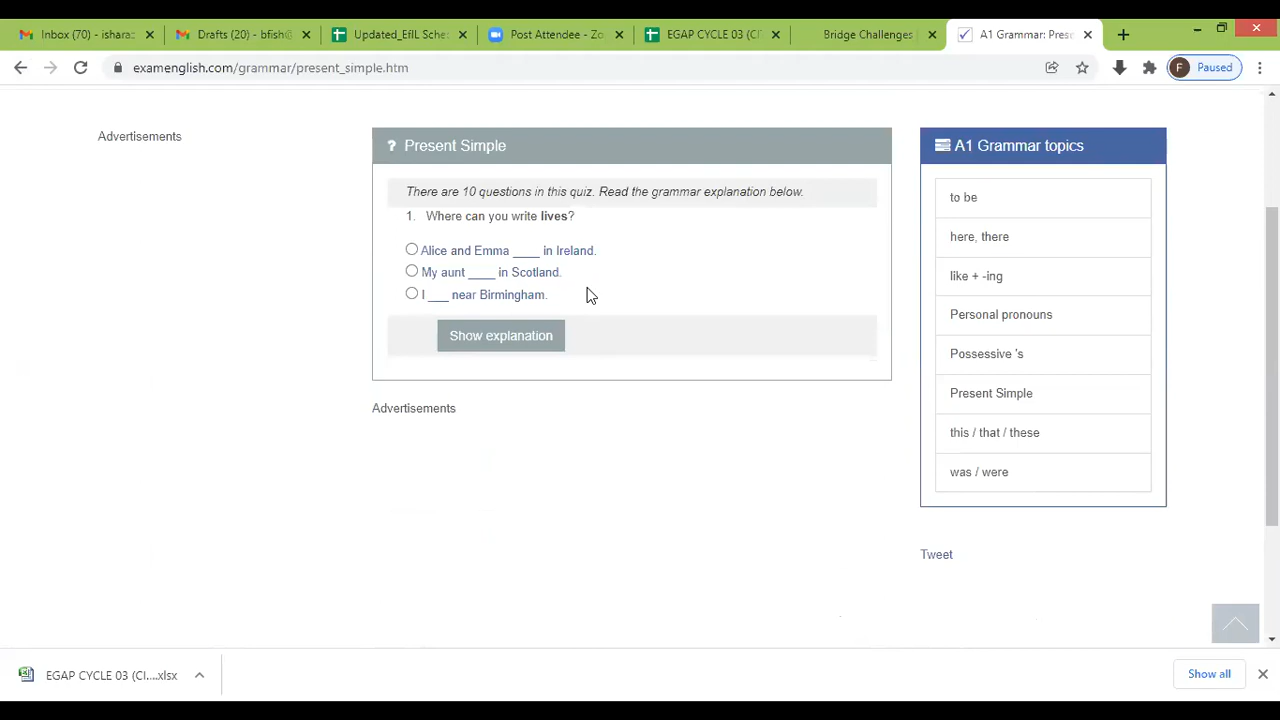 Inbox (70) - ishara:
Drafts (20) - bfish@
Updated_EflL Sche:
Post Attendee - Zo
EGAP CYCLE 03 (CI
Bridge Challenges
A1 Grammar: Prese
examenglish.com/grammar/present_simple.htm
F Paused
Advertisements
? Present Simple
A1 Grammar topics
There are 10 questions in this quiz. Read the grammar explanation below.
1. Where can you write lives?
Alice and Emma ____ in Ireland.
My aunt ____ in Scotland.
I ___ near Birmingham.
Show explanation
to be
here, there
like + -ing
Personal pronouns
Possessive 's
Present Simple
this / that / these
was / were
Advertisements
Tweet
EGAP CYCLE 03 (CI....xlsx
Show all